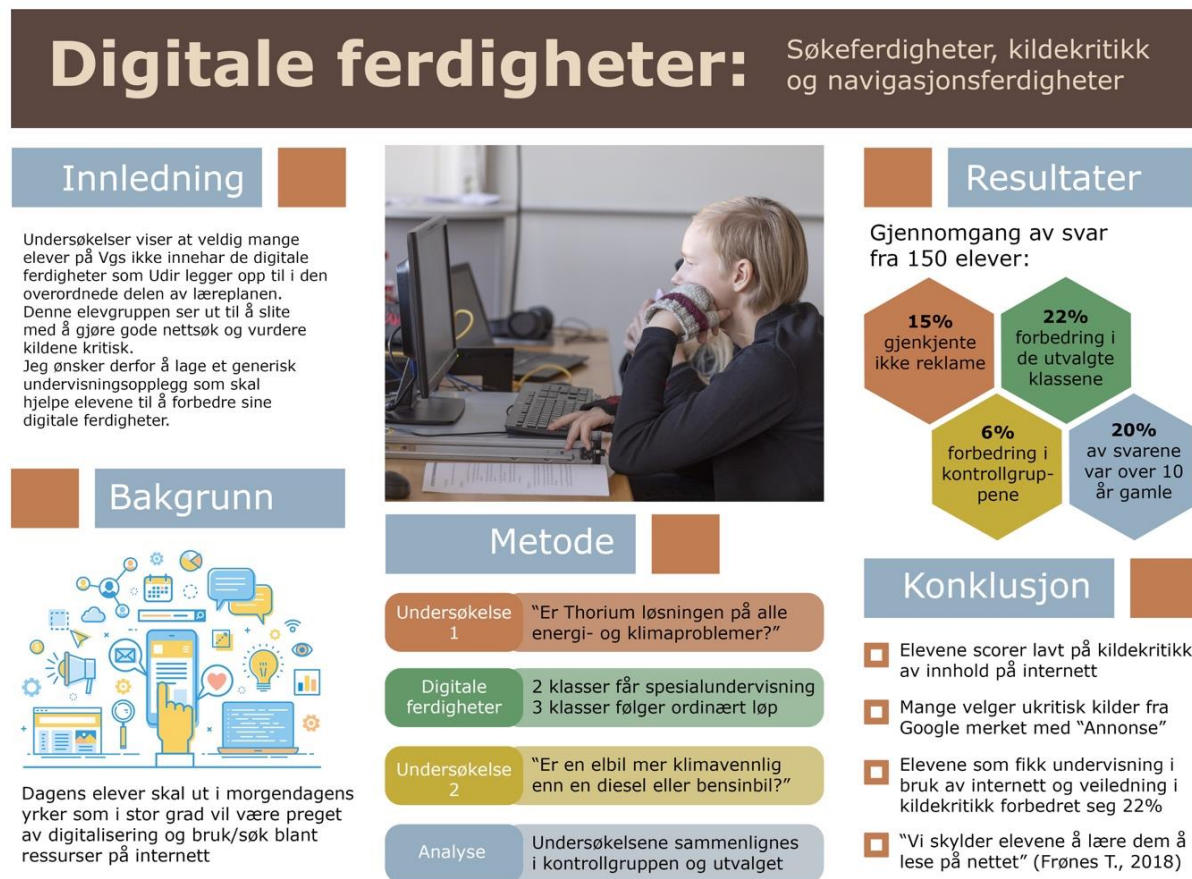 Digitale ferdigheter:
Søkeferdigheter, kildekritikk
og navigasjonsferdigheter
Innledning
Undersøkelser viser at veldig mange
elever på Vgs ikke innehar de digitale
ferdigheter som Udir legger opp til i den
overordnede delen av læreplanen.
Denne elevgruppen ser ut til å slite
med å gjøre gode nettsøk og vurdere
kildene kritisk.
Jeg ønsker derfor å lage et generisk
undervisningsopplegg som skal
hjelpe elevene til å forbedre sine
digitale ferdigheter.
Bakgrunn
Dagens elever skal ut i morgendagens
yrker som i stor grad vil være preget
av digitalisering og bruk/søk blant
ressurser på internett
Metode
Undersøkelse
1
"Er Thorium løsningen på alle
energi- og klimaproblemer?"
Digitale
ferdigheter
2 klasser får spesialundervisning
3 klasser følger ordinært løp
Undersøkelse
2
"Er en elbil mer klimavennlig
enn en diesel eller bensinbil?"
Analyse
Undersøkelsene sammenlignes
i kontrollgruppen og utvalget
Resultater
Gjennomgang av svar
fra 150 elever:
15%
gjenkjente
ikke reklame
22%
forbedring i
de utvalgte
klassene
6%
forbedring i
kontrollgrup-
pene
20%
av svarene
var over 10
år gamle
Konklusjon
Elevene scorer lavt på kildekritikk
av innhold på internett
Mange velger ukritisk kilder fra
Google merket med "Annonse"
Elevene som fikk undervisning i
bruk av internett og veiledning i
kildekritikk forbedret seg 22%
"Vi skylder elevene å lære dem å
lese på nettet" (Frønes T., 2018)